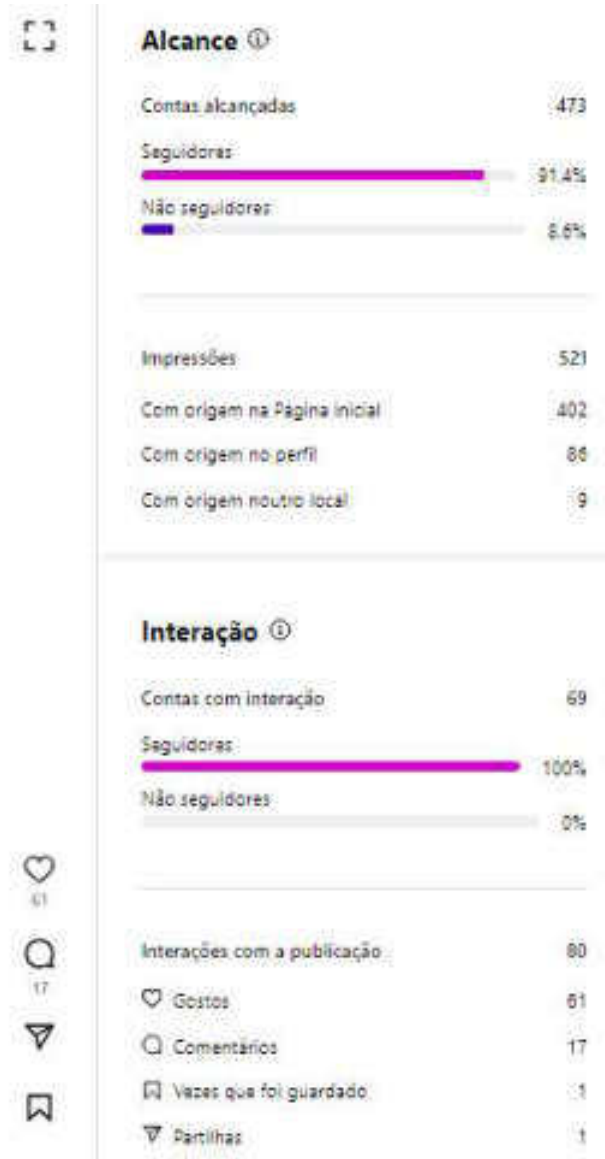 Alcance
Contas alcançadas 473
Seguidores
91.4%
Não seguidores
8.6%
Impressões 521
Com origem na Página inicial 402
Com origem no perfil 86
Com origem noutro local 9
Interação
Contas com interação 69
Seguidores
100%
Não seguidores
0%
61
17
Interações com a publicação 80
Gostos 61
Comentários 17
Vezes que foi guardado 1
Partilhas 1